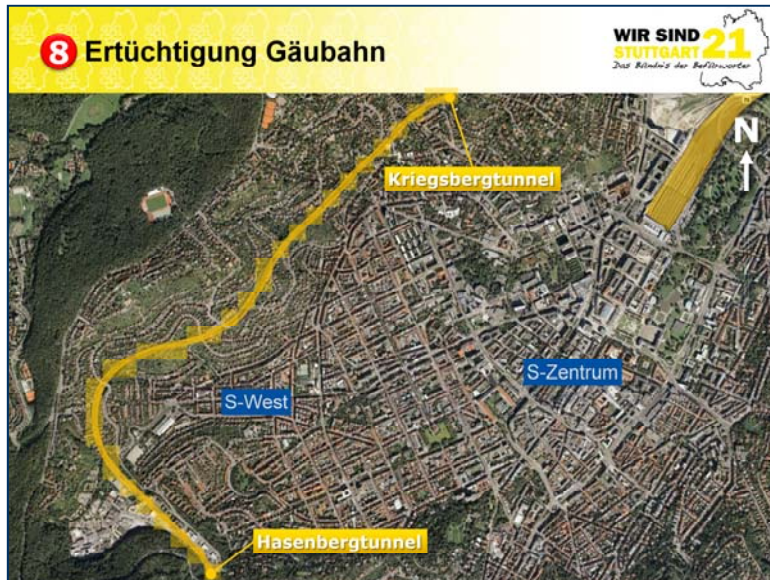 8 Ertüchtigung Gäubahn
WIR SIND
STUTTGART 21
Das Bündnis der Befürworter
N
Kriegsbergtunnel
S-Zentrum
S-West
Hasenbergtunnel